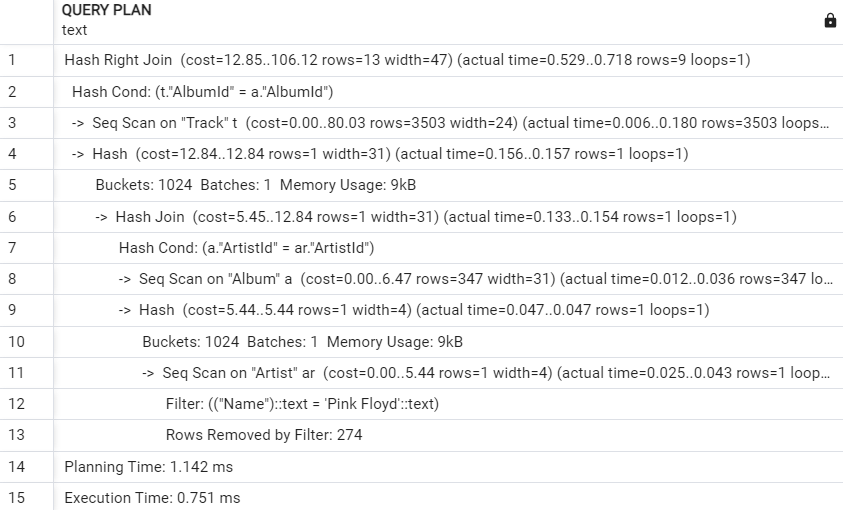 QUERY PLAN
text
1 Hash Right Join (cost=12.85..106.12 rows=13 width=47) (actual time=0.529..0.718 rows=9 loops=1)
2 Hash Cond: (t."AlbumId" = a."AlbumId")
3 -> Seq Scan on "Track" t (cost=0.00..80.03 rows=3503 width=24) (actual time=0.006..0.180 rows=3503 loops...
4 -> Hash (cost=12.84..12.84 rows=1 width=31) (actual time=0.156..0.157 rows=1 loops=1)
5 Buckets: 1024 Batches: 1 Memory Usage: 9kB
6 -> Hash Join (cost=5.45..12.84 rows=1 width=31) (actual time=0.133..0.154 rows=1 loops=1)
7 Hash Cond: (a."ArtistId" = ar."ArtistId")
8 -> Seq Scan on "Album" a (cost=0.00..6.47 rows=347 width=31) (actual time=0.012..0.036 rows=347 lo...
9 -> Hash (cost=5.44..5.44 rows=1 width=4) (actual time=0.047..0.047 rows=1 loops=1)
10 Buckets: 1024 Batches: 1 Memory Usage: 9kB
11 -> Seq Scan on "Artist" ar (cost=0.00..5.44 rows=1 width=4) (actual time=0.025..0.043 rows=1 loop...
12 Filter: (("Name")::text = 'Pink Floyd'::text)
13 Rows Removed by Filter: 274
14 Planning Time: 1.142 ms
15 Execution Time: 0.751 ms